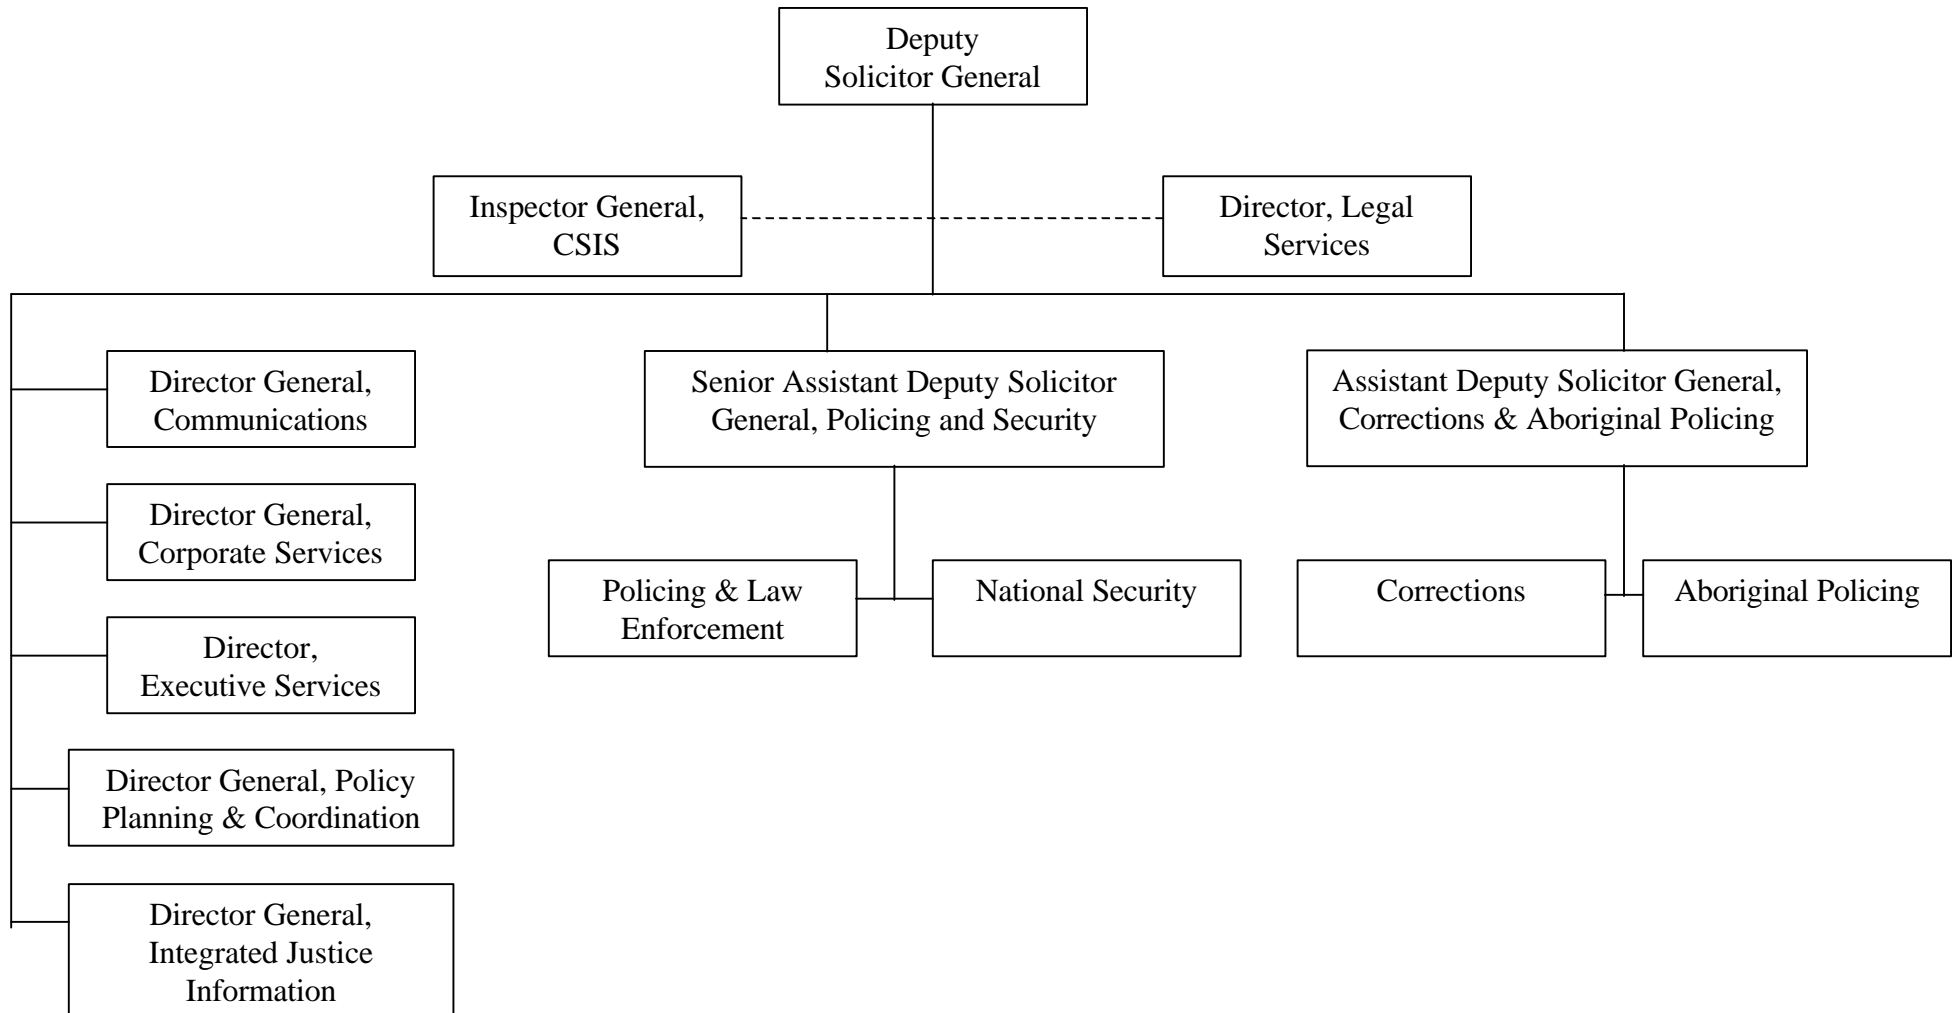 Deputy
Solicitor General
Inspector General,
CSIS
Director, Legal
Services
Director General,
Communications
Senior Assistant Deputy Solicitor
General, Policing and Security
Assistant Deputy Solicitor General,
Corrections & Aboriginal Policing
Director General,
Corporate Services
Policing & Law
Enforcement
National Security
Corrections
Aboriginal Policing
Director,
Executive Services
Director General, Policy
Planning & Coordination
Director General,
Integrated Justice
Information